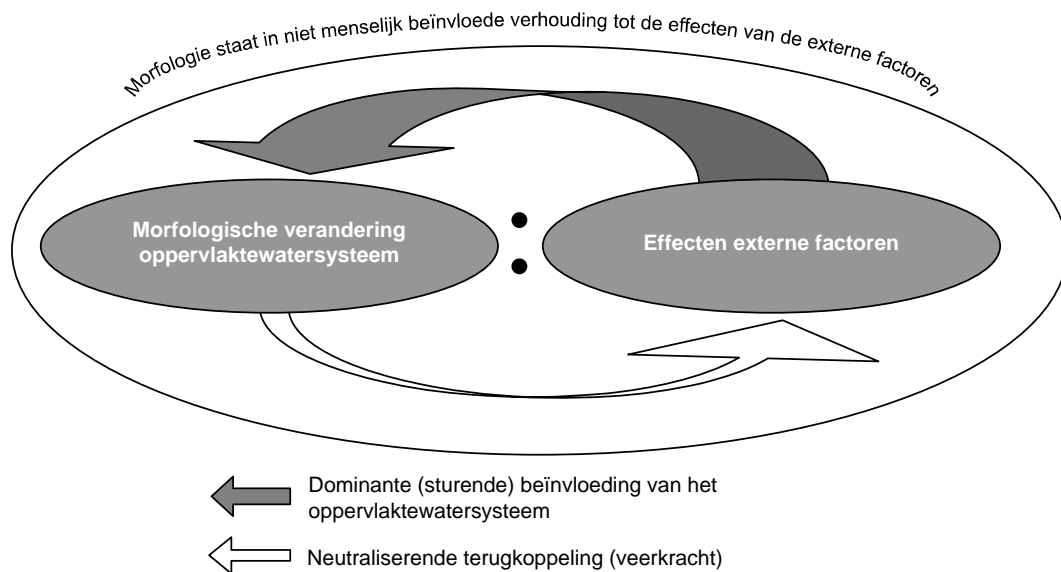 Morfologie staat in niet menselijk beïnvloede verhouding tot de effecten van de externe factoren
Morfologische verandering
oppervlaktewatersysteem
Effecten externe factoren
Dominante (sturende) beïnvloeding van het
oppervlaktewatersysteem
Neutraliserende terugkoppeling (veerkracht)